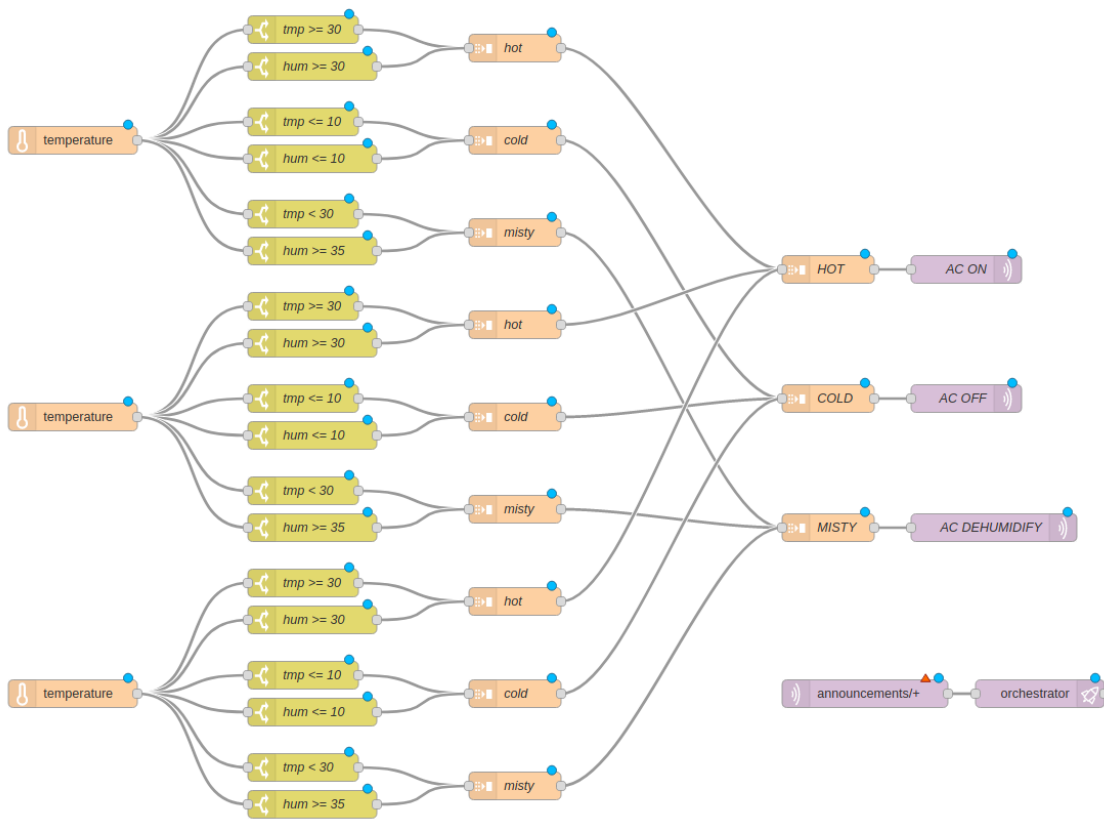 tmp >= 30
hot
hum >= 30
temperature
tmp <= 10
cold
hum <= 10
tmp < 30
misty
hum >= 35
HOT
AC ON
tmp >= 30
hot
hum >= 30
temperature
tmp <= 10
cold
hum <= 10
COLD
AC OFF
tmp < 30
misty
hum >= 35
MISTY
AC DEHUMIDIFY
tmp >= 30
hot
hum >= 30
temperature
tmp <= 10
cold
hum <= 10
announcements/+
orchestrator
tmp < 30
misty
hum >= 35